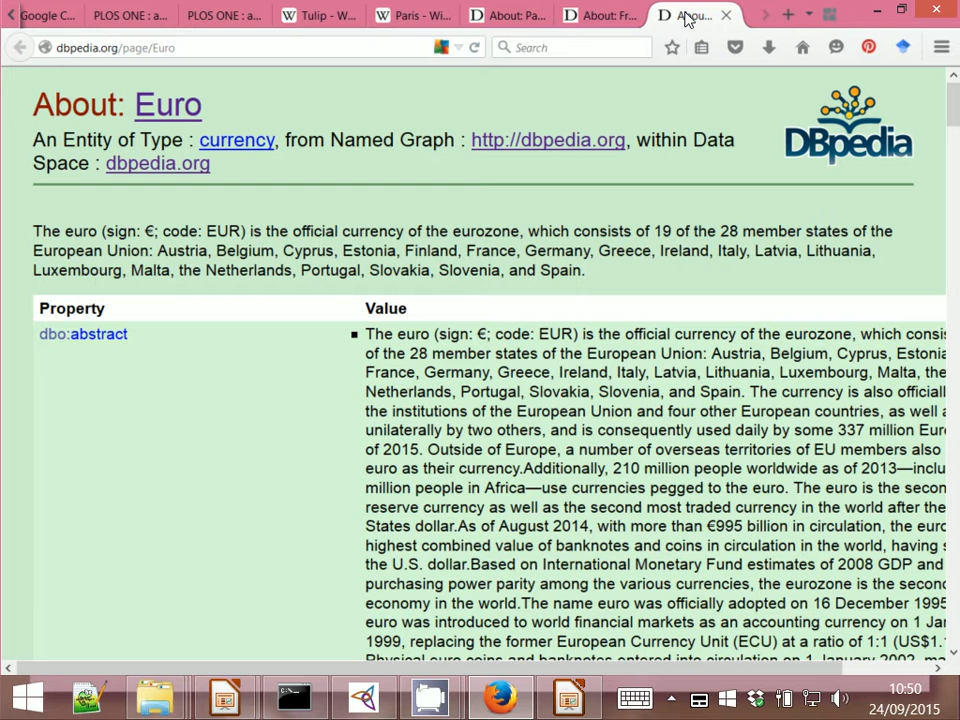 Google C...
PLOS ONE : a...
PLOS ONE : a...
Tulip - W...
Paris - Wi...
About: Pa...
About: Fr...
Abou...
dbpedia.org/page/Euro
Search
About: Euro
An Entity of Type : currency, from Named Graph : http://dbpedia.org, within Data
Space : dbpedia.org
DBpedia
The euro (sign: €; code: EUR) is the official currency of the eurozone, which consists of 19 of the 28 member states of the
European Union: Austria, Belgium, Cyprus, Estonia, Finland, France, Germany, Greece, Ireland, Italy, Latvia, Lithuania,
Luxembourg, Malta, the Netherlands, Portugal, Slovakia, Slovenia, and Spain.
Property Value
dbo:abstract
The euro (sign: €; code: EUR) is the official currency of the eurozone, which consis
of the 28 member states of the European Union: Austria, Belgium, Cyprus, Estonia
France, Germany, Greece, Ireland, Italy, Latvia, Lithuania, Luxembourg, Malta, the
Netherlands, Portugal, Slovakia, Slovenia, and Spain. The currency is also officiall
the institutions of the European Union and four other European countries, as well a
unilaterally by two others, and is consequently used daily by some 337 million Eur
of 2015. Outside of Europe, a number of overseas territories of EU members also
euro as their currency.Additionally, 210 million people worldwide as of 2013—inclu
million people in Africa—use currencies pegged to the euro. The euro is the secon
reserve currency as well as the second most traded currency in the world after the
States dollar.As of August 2014, with more than €995 billion in circulation, the euro
highest combined value of banknotes and coins in circulation in the world, having s
the U.S. dollar.Based on International Monetary Fund estimates of 2008 GDP and
purchasing power parity among the various currencies, the eurozone is the second
economy in the world.The name euro was officially adopted on 16 December 1995
euro was introduced to world financial markets as an accounting currency on 1 Jan
1999, replacing the former European Currency Unit (ECU) at a ratio of 1:1 (US$1.
Physical euro coins and banknotes entered into circulation on 1 January 2002, ma
10:50
24/09/2015